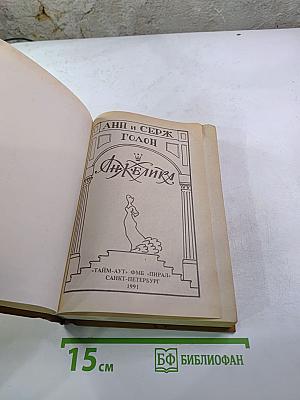 АНН и СЕРЖ
ГОЛОН
АНЖЕЛИКА
«ТАЙМ-АУТ» ФМБ «ПИРАЛ»
САНКТ-ПЕТЕРБУРГ
1991
15 см
БФ БИБЛИОФАН